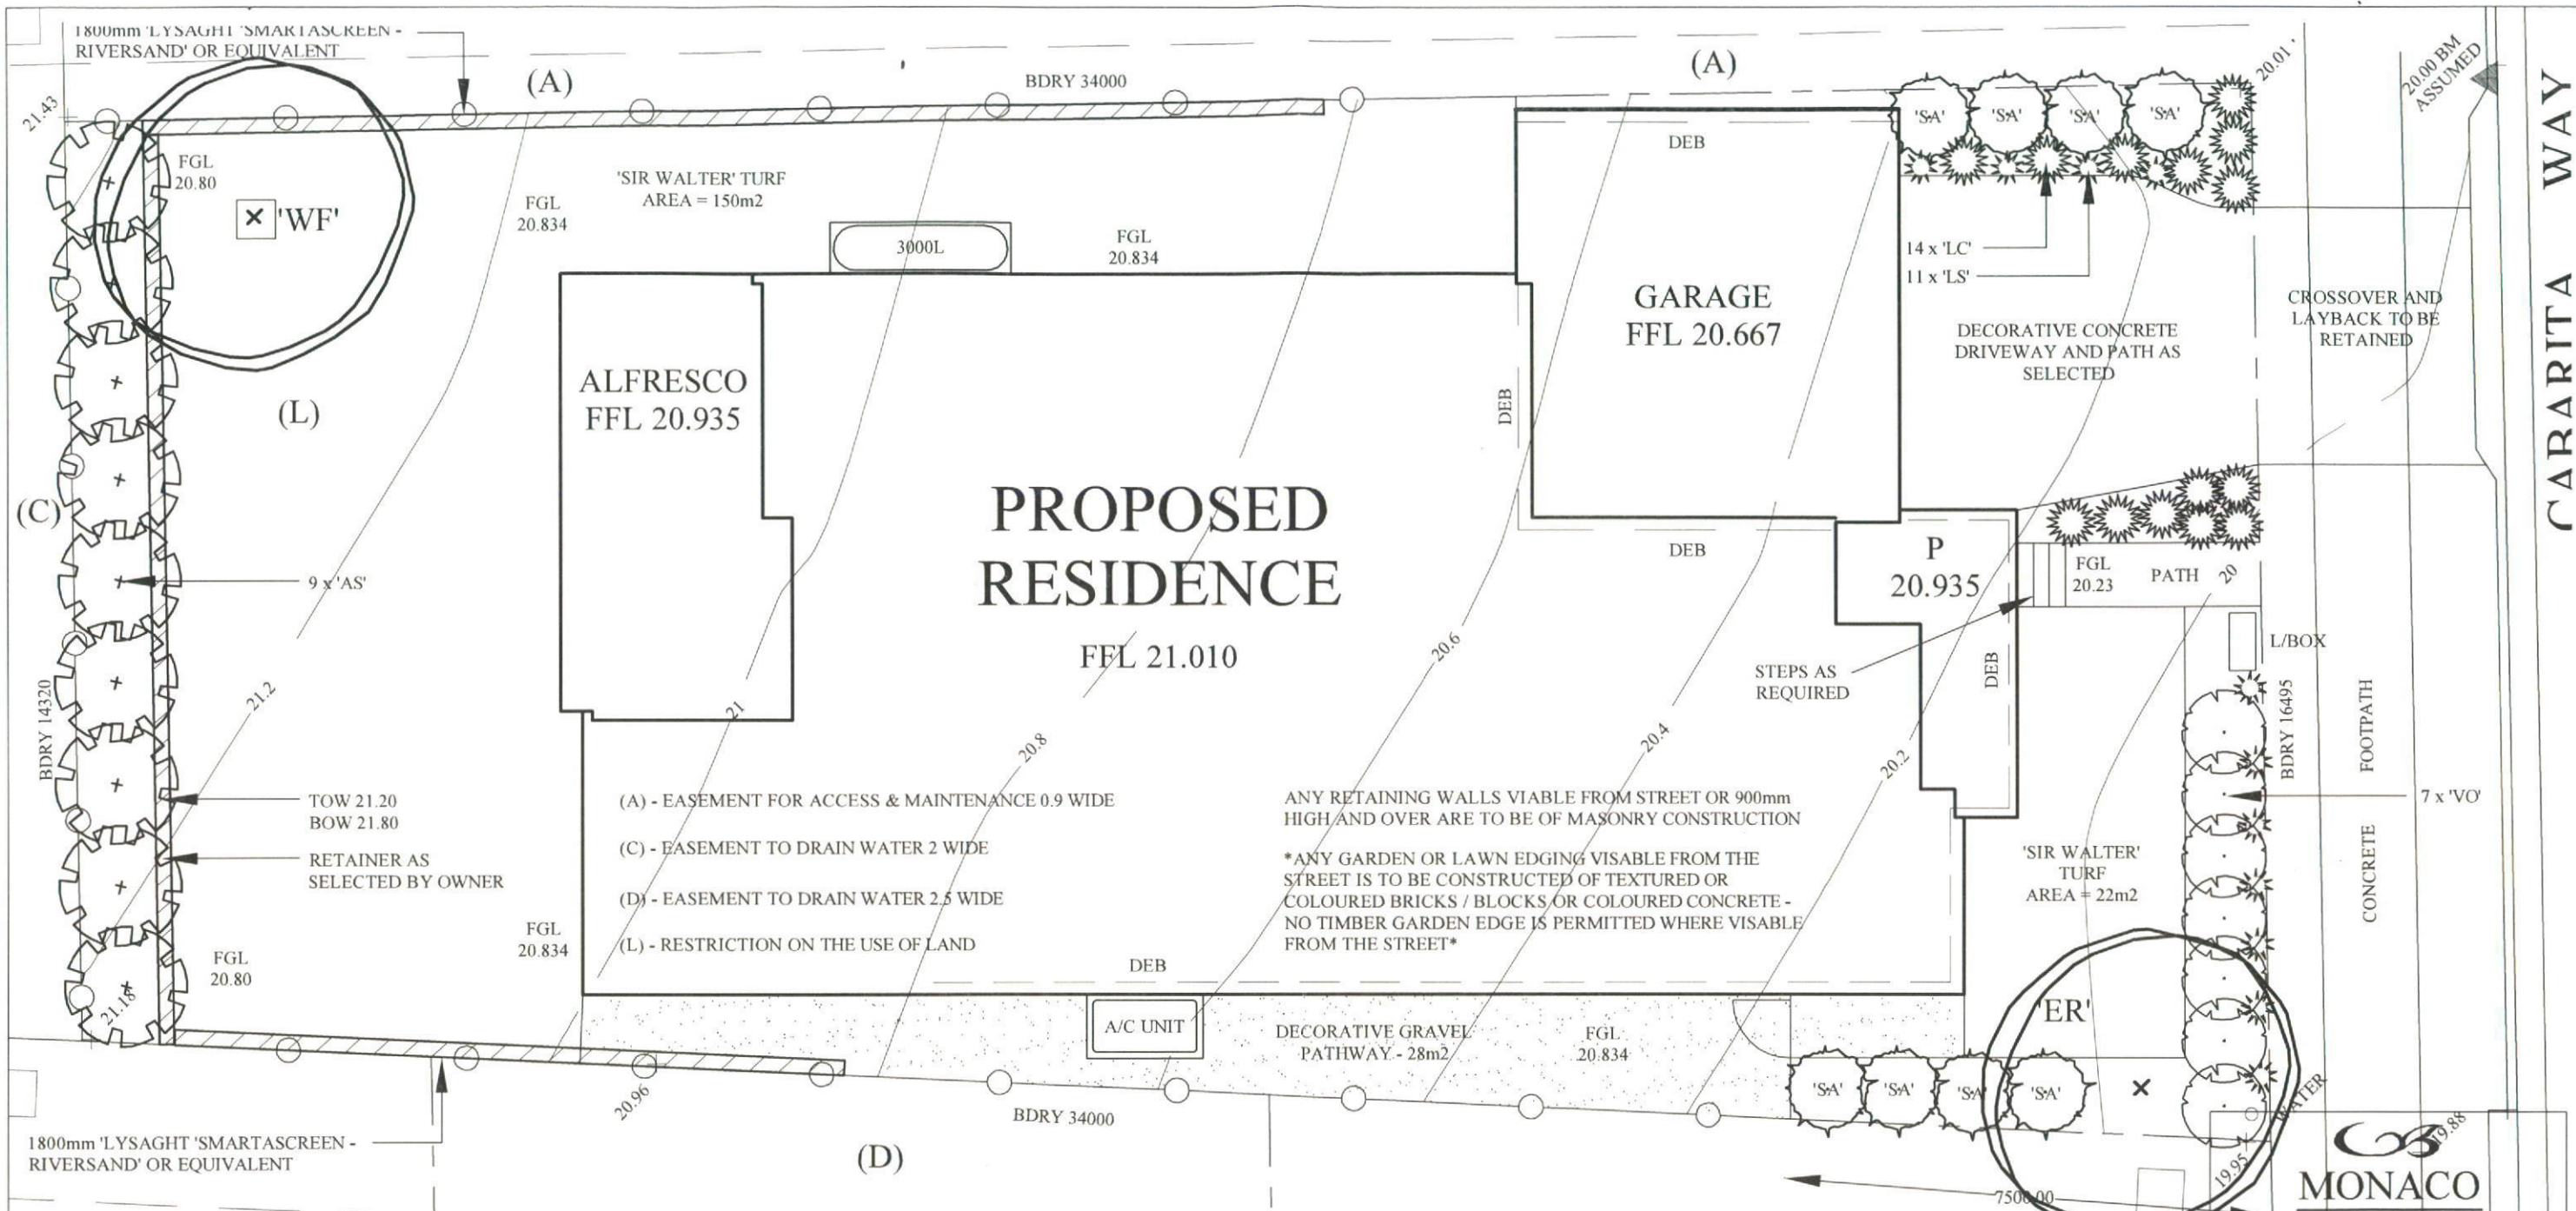 1800mm 'LYSAGHT 'SMARTASCREEN -
RIVERSAND' OR EQUIVALENT
(A)
BDRY 34000
(A)
20.01
20.00 BM
ASSUMED
CARARITA WAY
21.43
FGL
20.80
'WF'
FGL
20.834
'SIR WALTER' TURF
AREA = 150m2
3000L
FGL
20.834
DEB
'SA'
'SA'
'SA'
'SA'
14 x 'LC'
11 x 'LS'
GARAGE
FFL 20.667
DEB
DECORATIVE CONCRETE
DRIVEWAY AND PATH AS
SELECTED
CROSSOVER AND
LAYBACK TO BE
RETAINED
ALFRESCO
FFL 20.935
(L)
(C)
9 x 'AS'
PROPOSED
RESIDENCE
FFL 21.010
DEB
P
20.935
FGL
20.23
PATH
20
L/BOX
STEPS AS
REQUIRED
DEB
BDRY 14320
21.2
21
20.8
20.6
20.4
20.2
BDRY 16495
FOOTPATH
CONCRETE
7 x 'VO'
TOW 21.20
BOW 21.80
RETAINER AS
SELECTED BY OWNER
(A) - EASEMENT FOR ACCESS & MAINTENANCE 0.9 WIDE
(C) - EASEMENT TO DRAIN WATER 2 WIDE
(D) - EASEMENT TO DRAIN WATER 2.5 WIDE
(L) - RESTRICTION ON THE USE OF LAND
ANY RETAINING WALLS VIABLE FROM STREET OR 900mm
HIGH AND OVER ARE TO BE OF MASONRY CONSTRUCTION
*ANY GARDEN OR LAWN EDGING VISABLE FROM THE
STREET IS TO BE CONSTRUCTED OF TEXTURED OR
COLOURED BRICKS / BLOCKS OR COLOURED CONCRETE -
NO TIMBER GARDEN EDGE IS PERMITTED WHERE VISABLE
FROM THE STREET*
'SIR WALTER'
TURF
AREA = 22m2
FGL
20.834
FGL
20.80
21.18
DEB
A/C UNIT
DECORATIVE GRAVEL
PATHWAY - 28m2
FGL
20.834
'ER'
'SA'
'SA'
'SA'
'SA'
WATER
20.96
BDRY 34000
1800mm 'LYSAGHT 'SMARTASCREEN -
RIVERSAND' OR EQUIVALENT
(D)
7500.00
19.95
19.88
MONACO